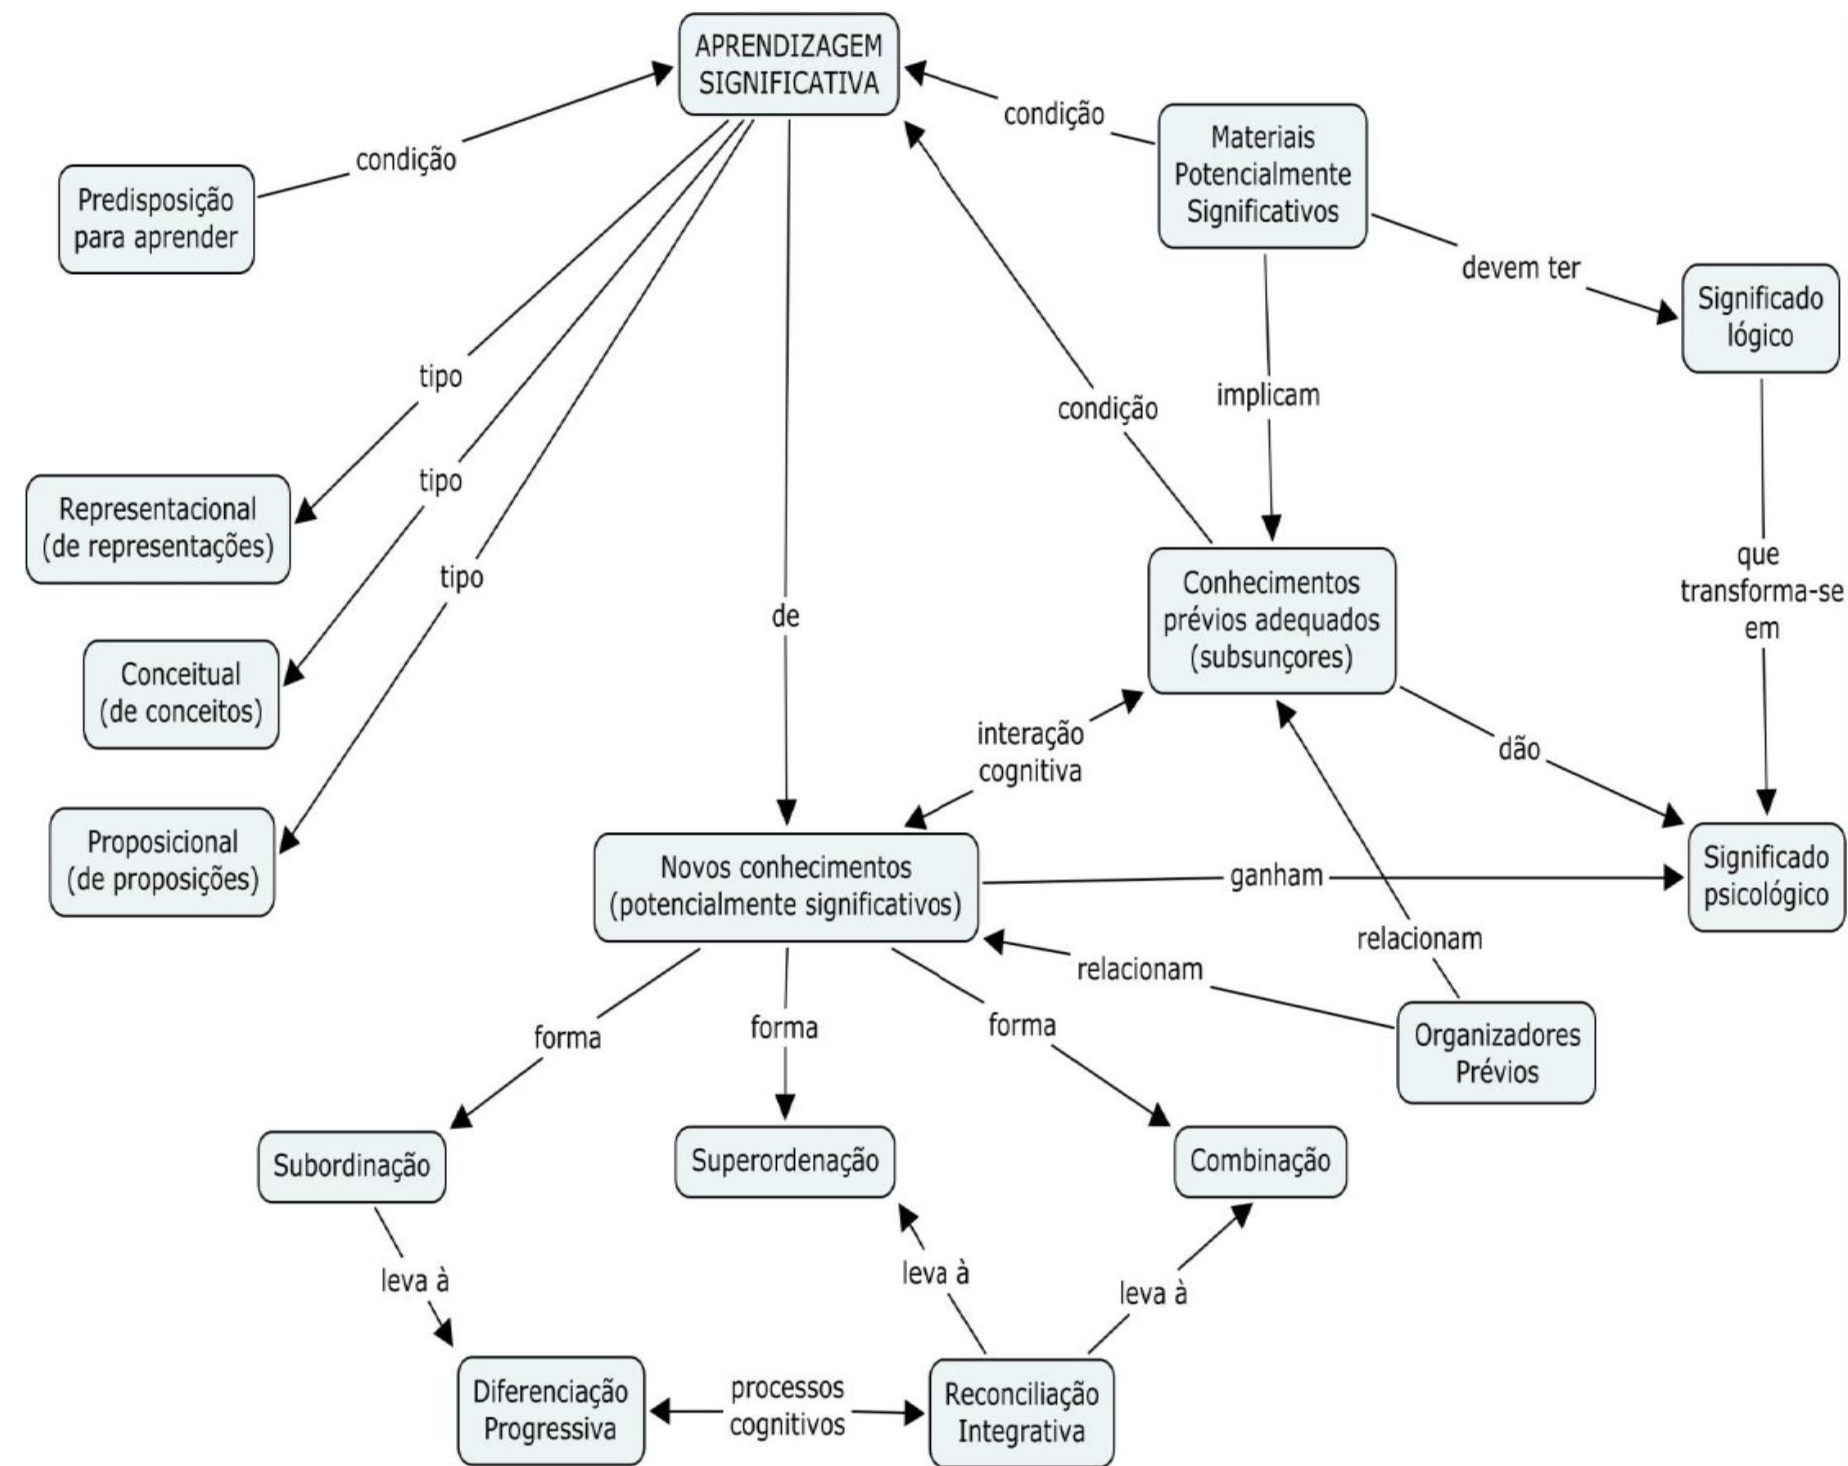 APRENDIZAGEM
SIGNIFICATIVA
condição
condição
Materiais
Potencialmente
Significativos
Predisposição
para aprender
devem ter
Significado
lógico
tipo
implicam
condição
tipo
Representacional
(de representações)
tipo
que
transforma-se
em
de
Conhecimentos
prévios adequados
(subsunçores)
Conceitual
(de conceitos)
interação
cognitiva
dão
Proposicional
(de proposições)
Novos conhecimentos
(potencialmente significativos)
ganham
Significado
psicológico
relacionam
relacionam
forma
forma
forma
Organizadores
Prévios
Subordinação
Superordenação
Combinação
leva à
leva à
leva à
Diferenciação
Progressiva
processos
cognitivos
Reconciliação
Integrativa